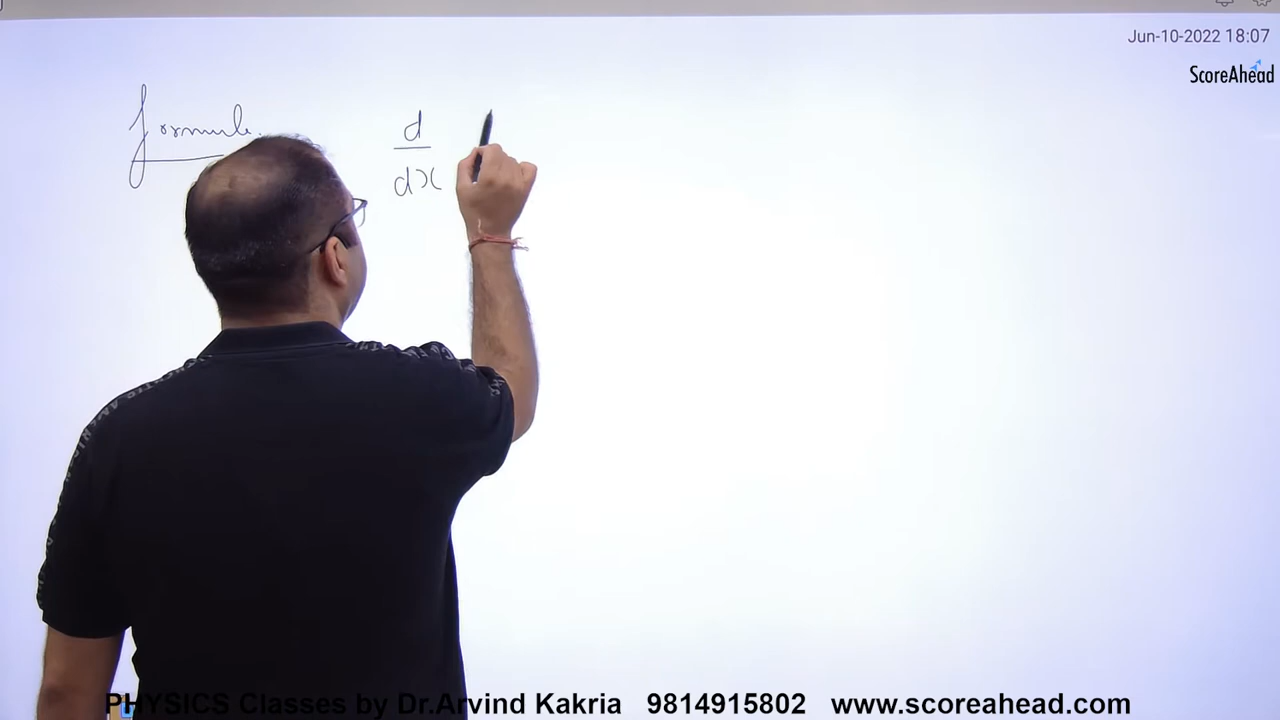 Jun-10-2022 18:07
ScoreAhead
formula
d
dx
PHYSICS Classes by Dr.Arvind Kakria 9814915802 www.scoreahead.com